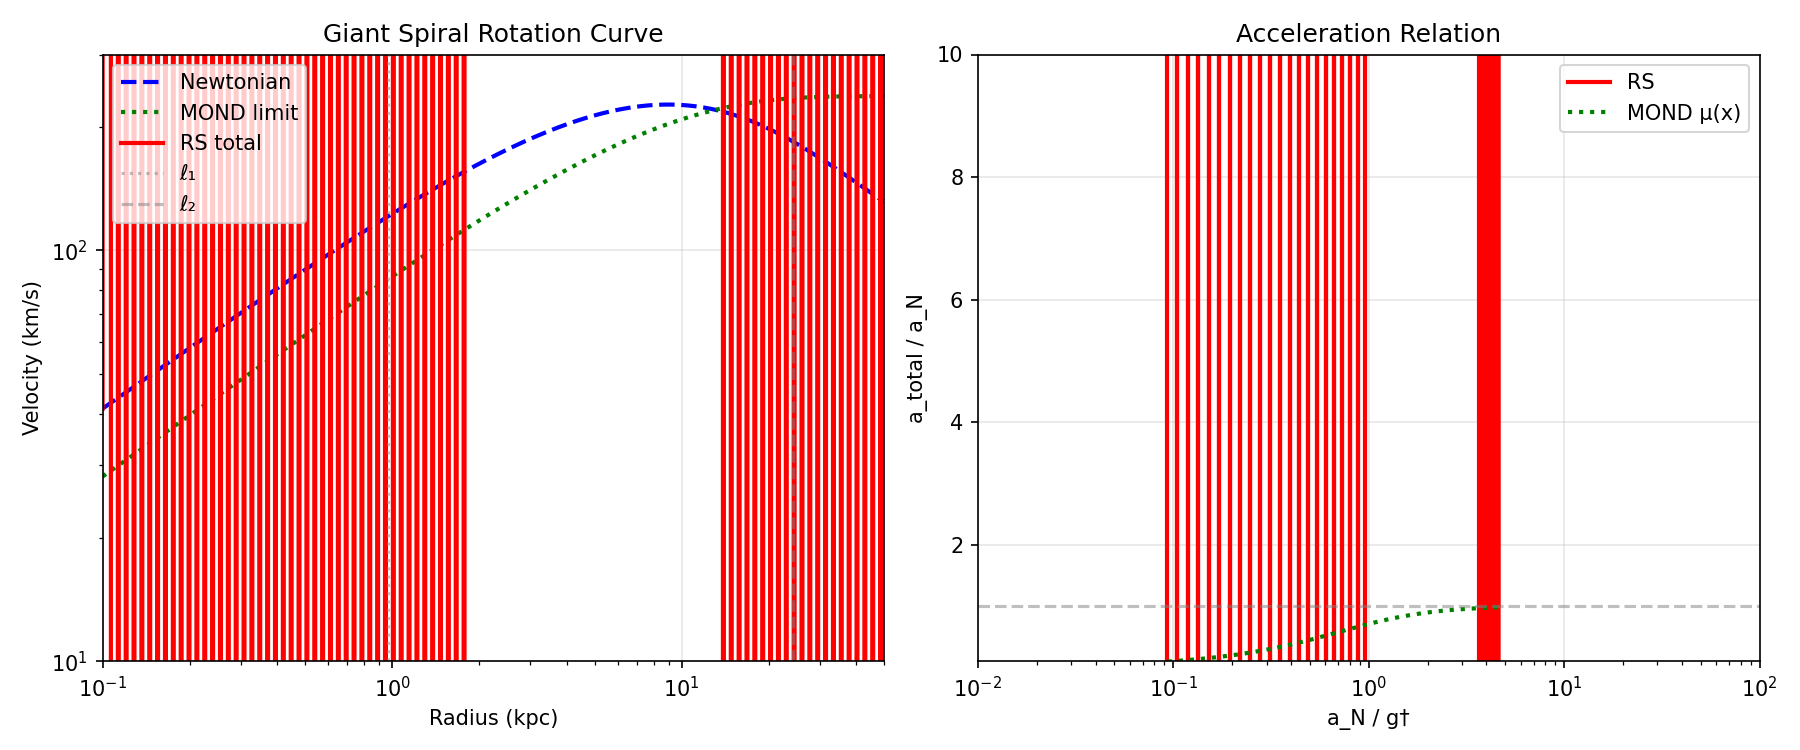 Giant Spiral Rotation Curve
Newtonian
MOND limit
RS total
ℓ₁
ℓ₂
10²
10¹
Velocity (km/s)
10⁻¹
10⁰
10¹
Radius (kpc)
Acceleration Relation
RS
MOND μ(x)
10
8
6
4
2
a_total / a_N
10⁻²
10⁻¹
10⁰
10¹
10²
a_N / g†